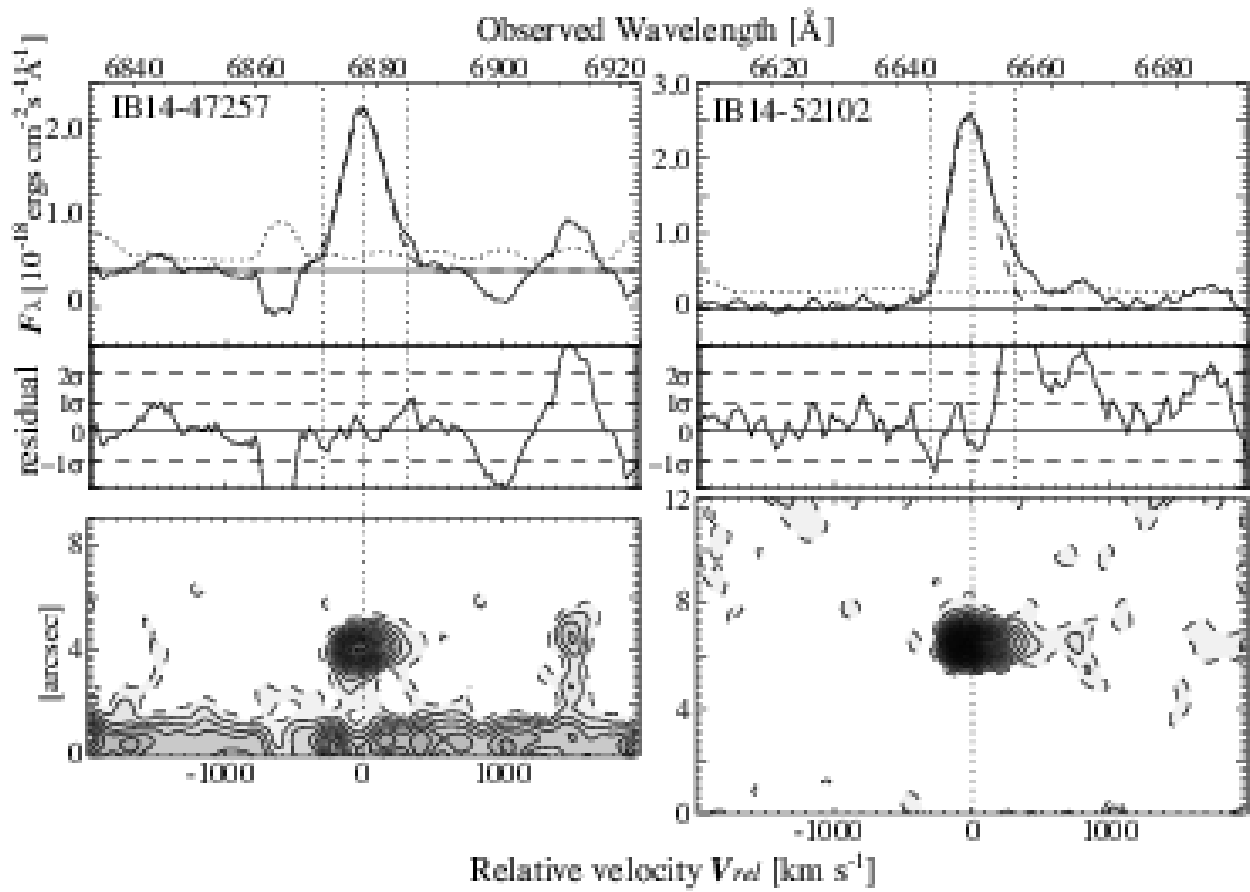 Observed Wavelength [Å]
6840 6860 6880 6900 6920 6620 6640 6660 6680
IB14-47257
IB14-52102
Fλ [10⁻¹⁸ergs cm⁻²s⁻¹Å⁻¹]
2.0
1.0
0
3.0
2.0
1.0
0
residual
2σ
1σ
0
-1σ
2σ
1σ
0
-1σ
[arcsec]
8
4
0
12
8
4
0
-1000 0 1000
-1000 0 1000
Relative velocity Vrel [km s⁻¹]